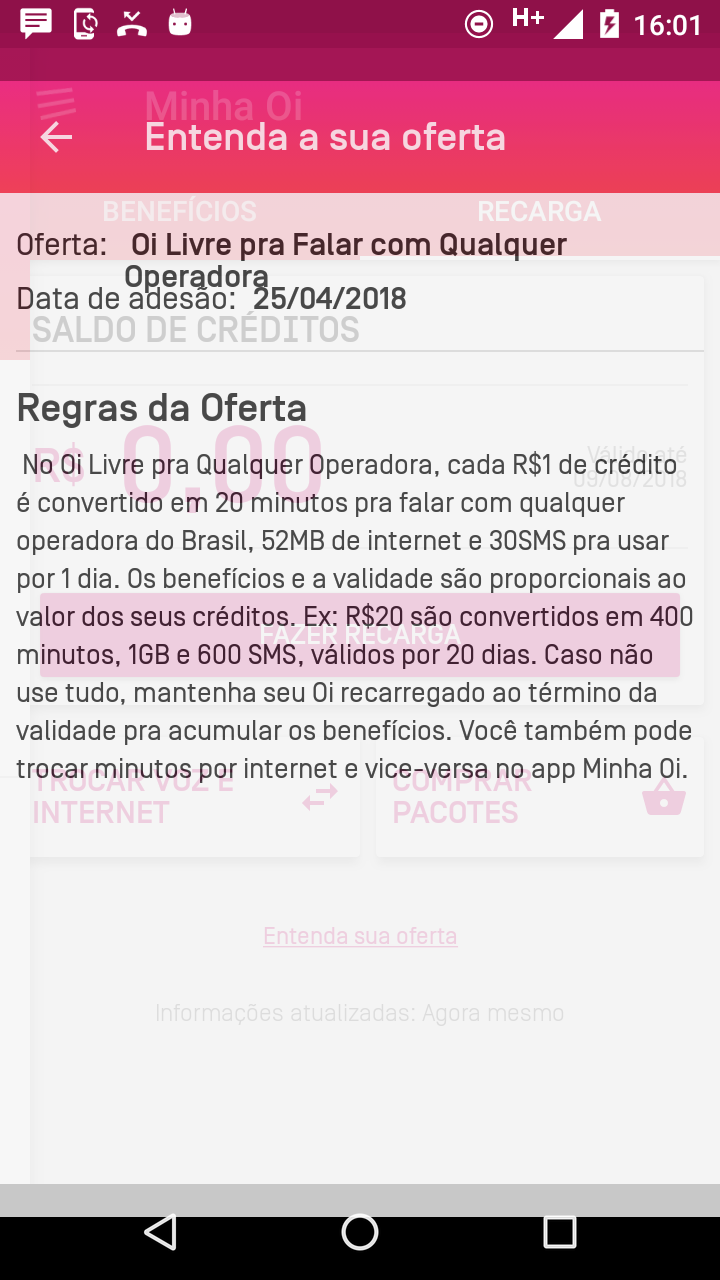 H+ 16:01
Minha Oi
Entenda a sua oferta
BENEFÍCIOS RECARGA
Oferta: Oi Livre pra Falar com Qualquer
Operadora
Data de adesão: 25/04/2018
SALDO DE CRÉDITOS
Regras da Oferta
R$ 0,00
Válido até
09/08/2018
No Oi Livre pra Qualquer Operadora, cada R$1 de crédito
é convertido em 20 minutos pra falar com qualquer
operadora do Brasil, 52MB de internet e 30SMS pra usar
por 1 dia. Os benefícios e a validade são proporcionais ao
valor dos seus créditos. Ex: R$20 são convertidos em 400
minutos, 1GB e 600 SMS, válidos por 20 dias. Caso não
use tudo, mantenha seu Oi recarregado ao término da
validade pra acumular os benefícios. Você também pode
trocar minutos por internet e vice-versa no app Minha Oi.
FAZER RECARGA
TROCAR VOZ E
INTERNET
COMPRAR
PACOTES
Entenda sua oferta
Informações atualizadas: Agora mesmo